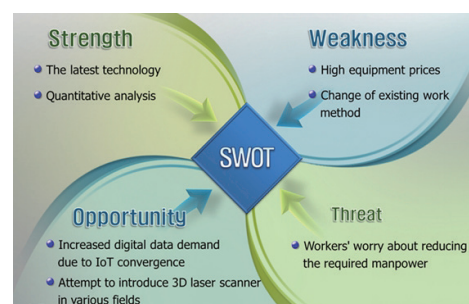 Strength
The latest technology
Quantitative analysis
Weakness
High equipment prices
Change of existing work
method
SWOT
Opportunity
Increased digital data demand
due to IoT convergence
Attempt to introduce 3D laser scanner
in various fields
Threat
Workers' worry about reducing
the required manpower